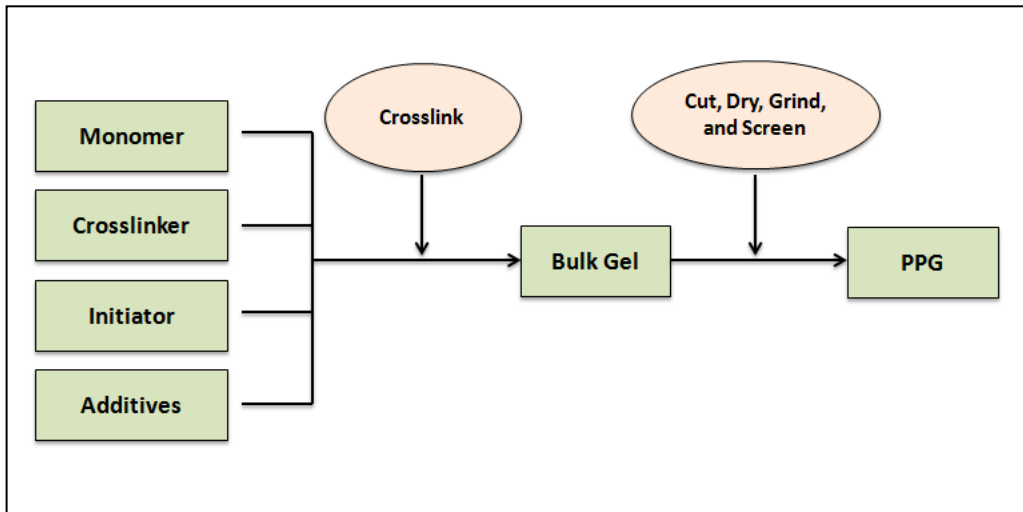 Monomer
Crosslinker
Initiator
Additives
Crosslink
Bulk Gel
Cut, Dry, Grind,
and Screen
PPG